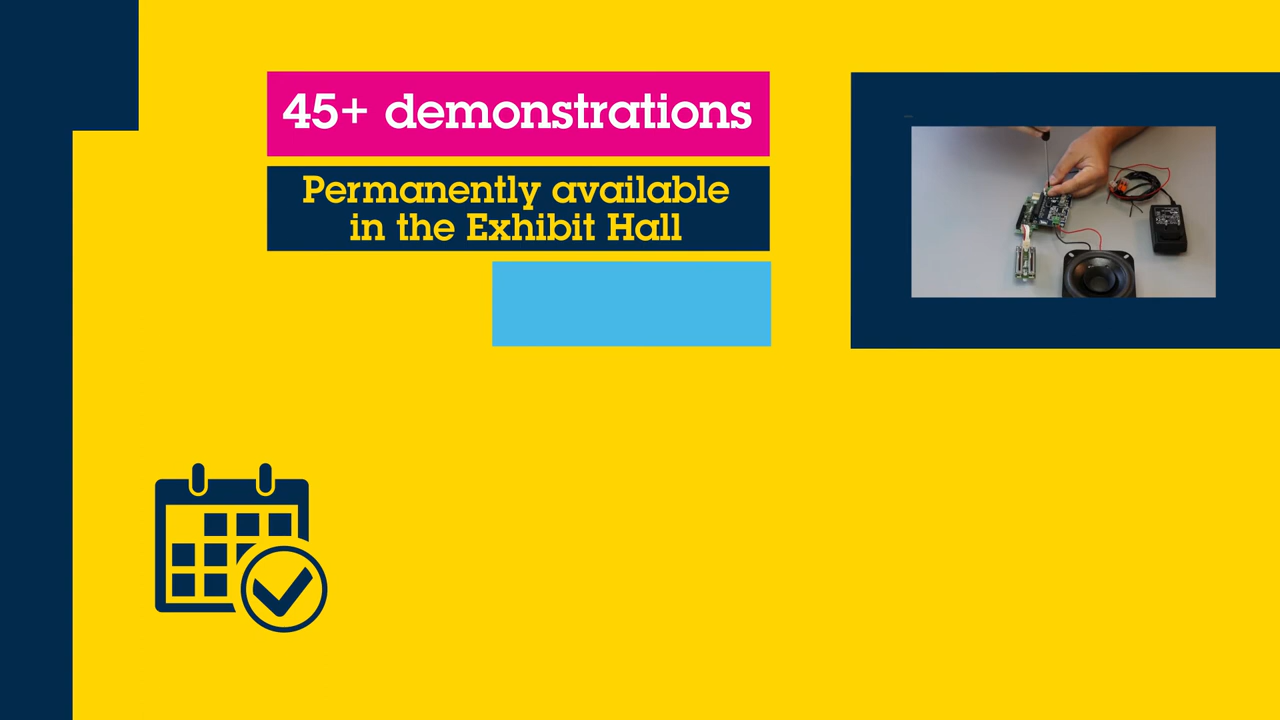 45+ demonstrations
Permanently available
in the Exhibit Hall